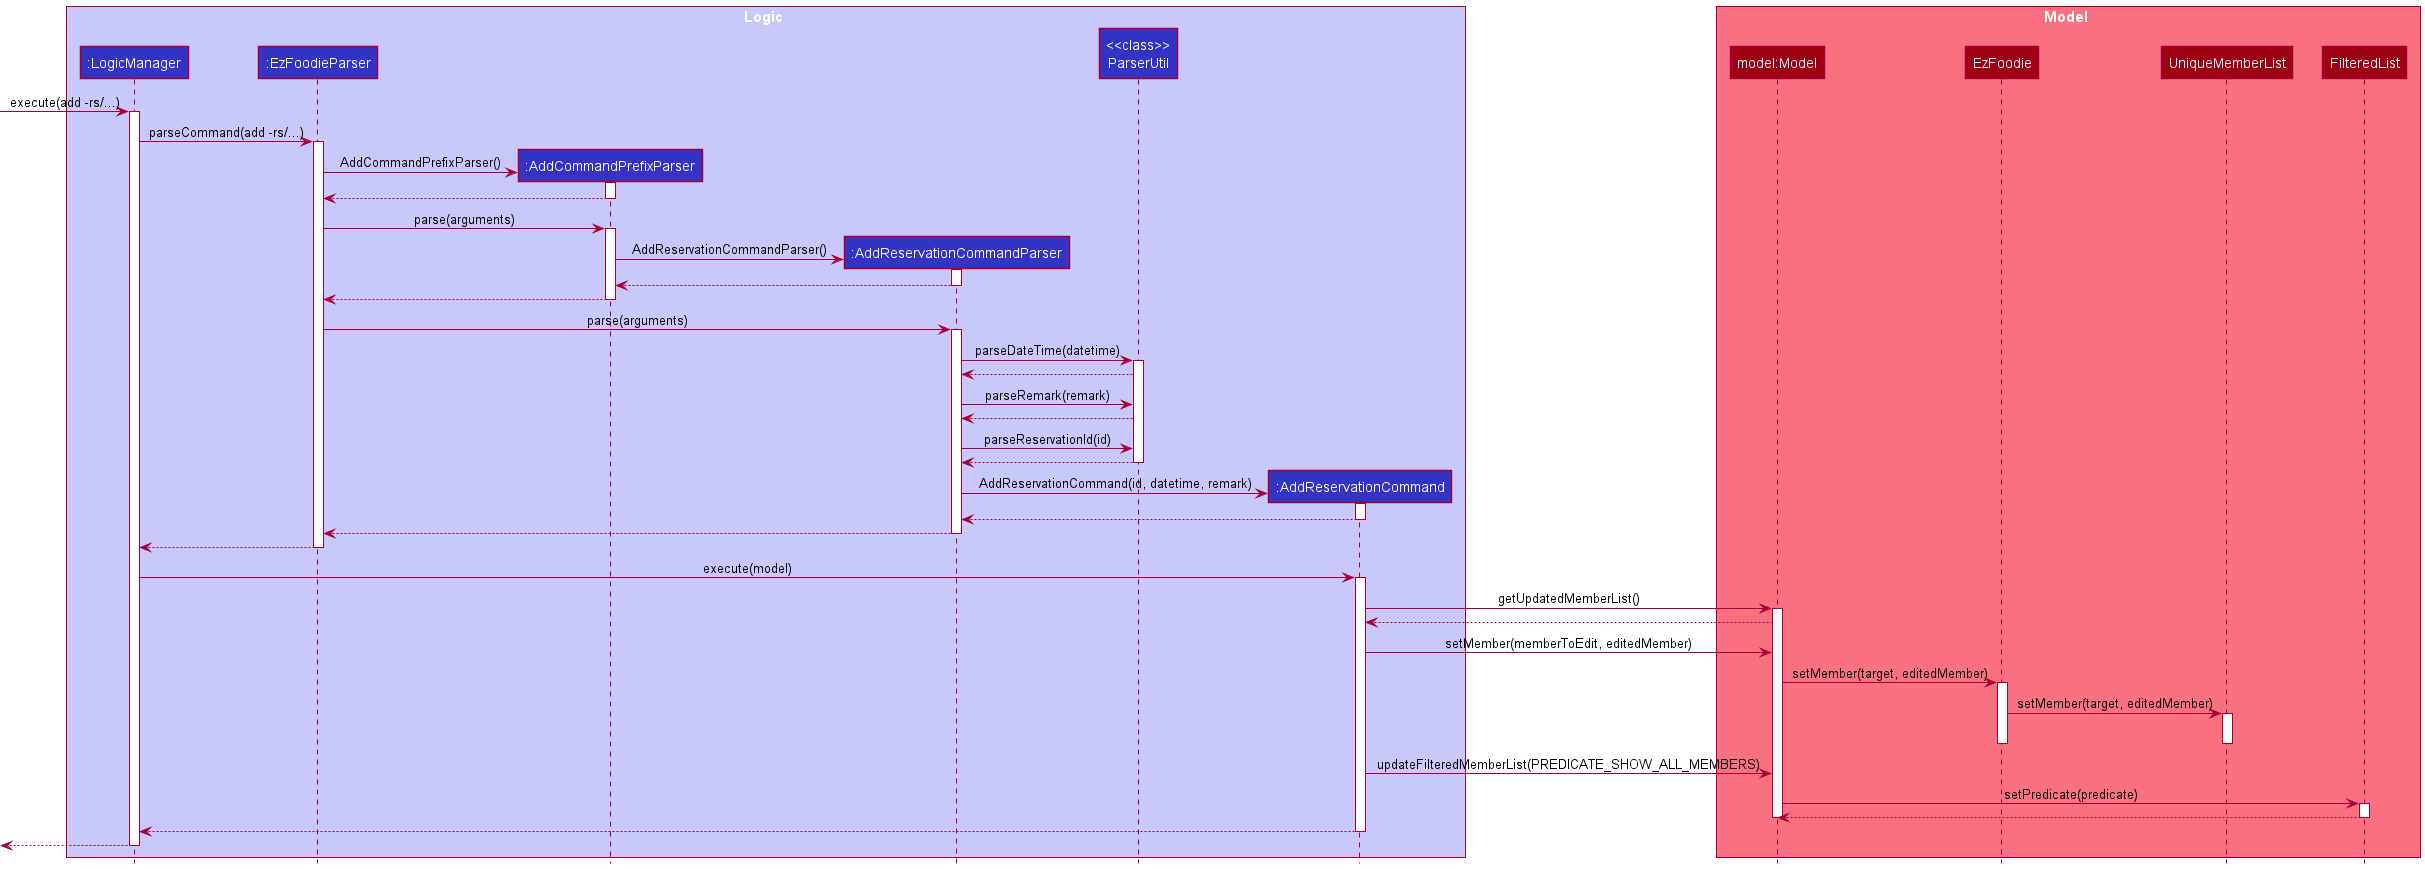 Logic
Model
<<class>>
ParserUtil
:LogicManager
:EzFoodieParser
model:Model
EzFoodie
UniqueMemberList
FilteredList
execute(add -rs/...)
parseCommand(add -rs/...)
AddCommandPrefixParser()
:AddCommandPrefixParser
parse(arguments)
AddReservationCommandParser()
:AddReservationCommandParser
parse(arguments)
parseDateTime(datetime)
parseRemark(remark)
parseReservationId(id)
AddReservationCommand(id, datetime, remark)
:AddReservationCommand
execute(model)
getUpdatedMemberList()
setMember(memberToEdit, editedMember)
setMember(target, editedMember)
setMember(target, editedMember)
updateFilteredMemberList(PREDICATE_SHOW_ALL_MEMBERS)
setPredicate(predicate)